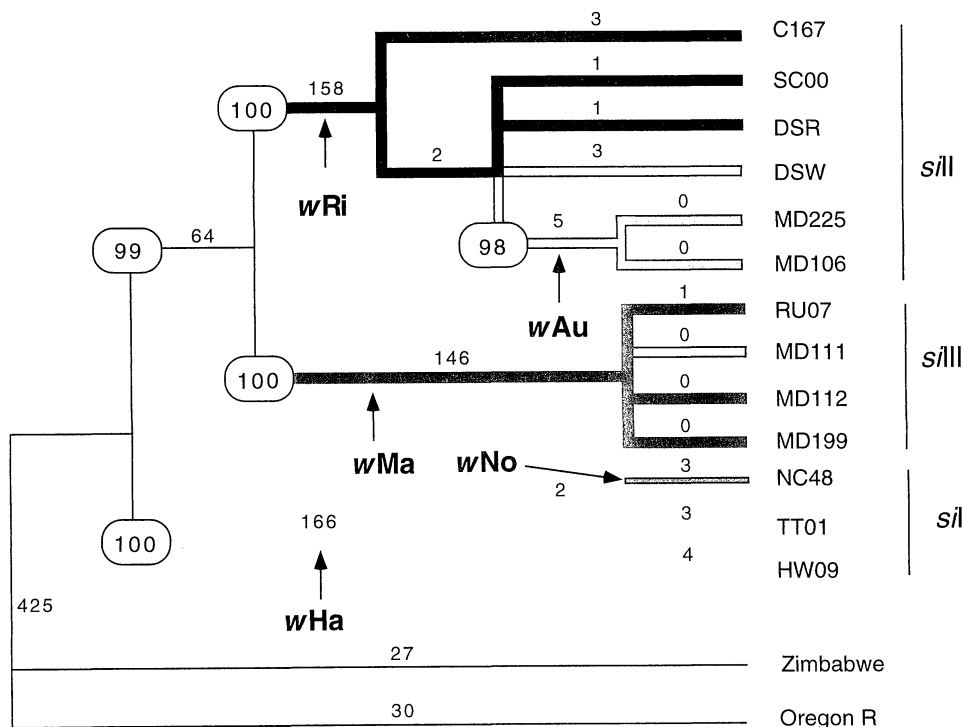 3
C167
1
SC00
158
100
1
DSR
wRi
2
3
DSW
siII
0
MD225
5
98
64
99
0
MD106
wAu
1
RU07
0
MD111
siIII
146
100
0
MD112
0
MD199
wMa
wNo
3
NC48
2
166
3
TT01
siI
100
4
HW09
425
wHa
27
Zimbabwe
30
Oregon R